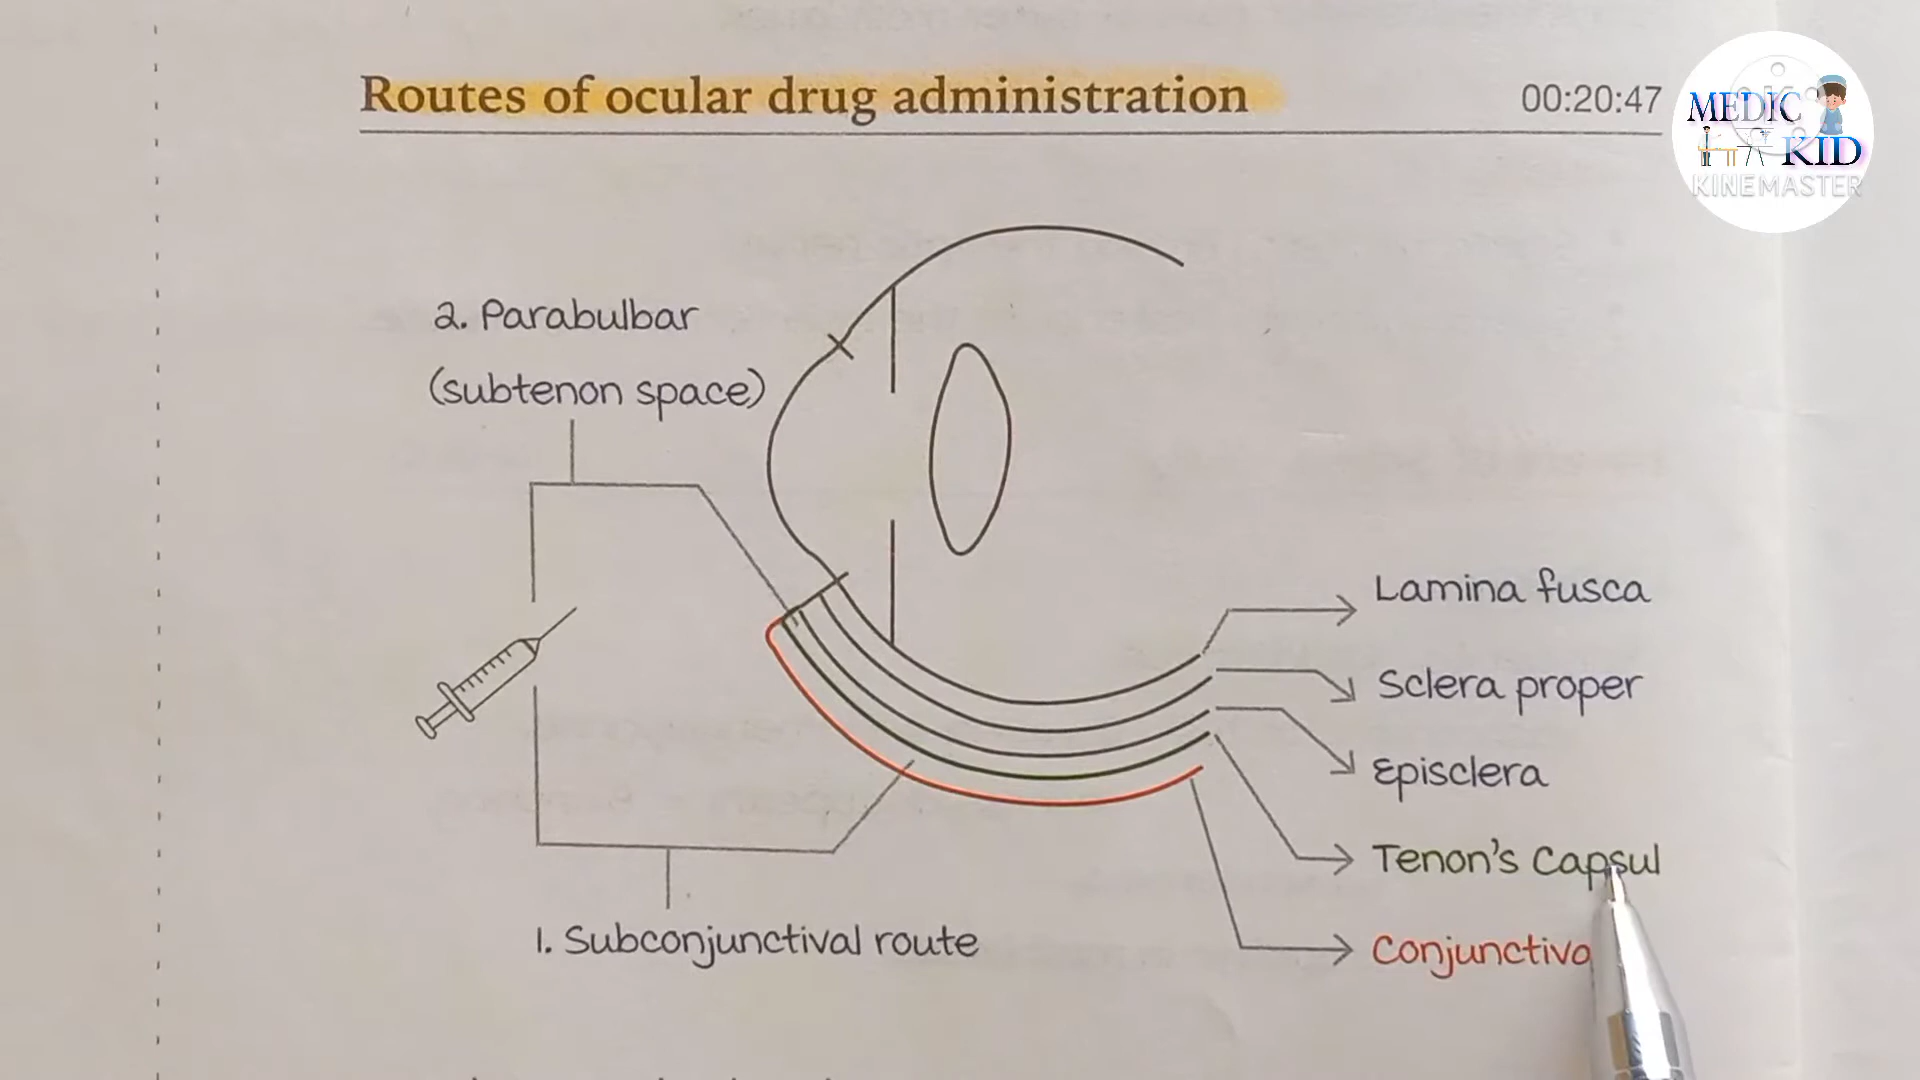 Routes of ocular drug administration
00:20:47
MEDIC
KID
KINEMASTER
2. Parabulbar
(subtenon space)
Lamina fusca
Sclera proper
Episclera
Tenon's Capsul
1. Subconjunctival route
Conjunctiva